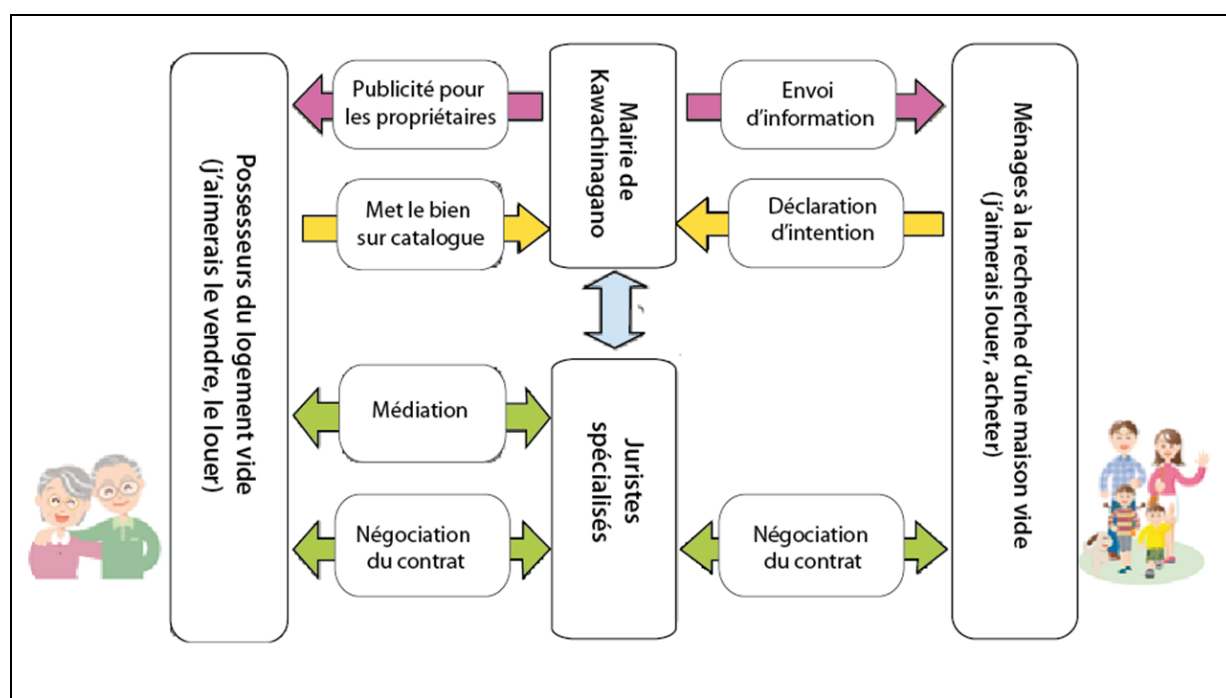 Possesseurs du logement vide
(j'aimerais le vendre, le louer)
Publicité pour
les propriétaires
Met le bien
sur catalogue
Médiation
Négociation
du contrat
Mairie de
Kawachinagano
Juristes
spécialisés
Envoi
d'information
Déclaration
d'intention
Négociation
du contrat
Ménages à la recherche d'une maison vide
(j'aimerais louer, acheter)